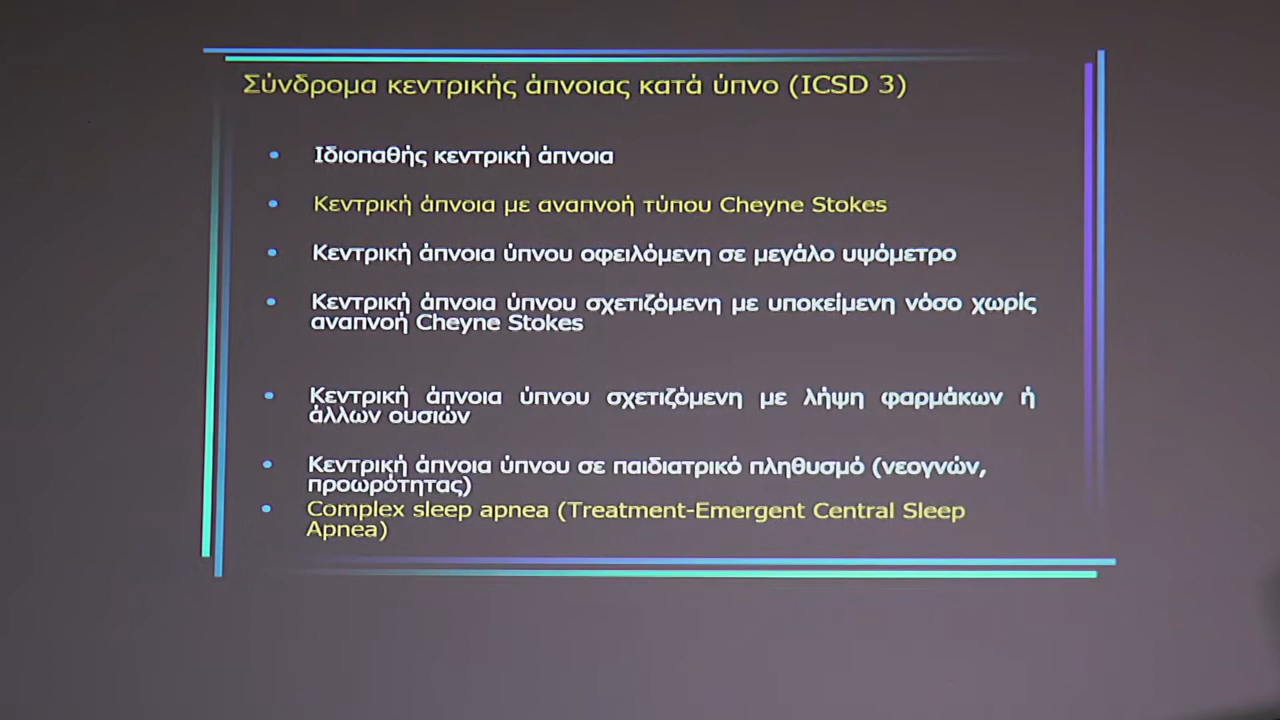 Σύνδρομα κεντρικής άπνοιας κατά ύπνο (ICSD 3)
• Ιδιοπαθής κεντρική άπνοια
• Κεντρική άπνοια με αναπνοή τύπου Cheyne Stokes
• Κεντρική άπνοια ύπνου οφειλόμενη σε μεγάλο υψόμετρο
• Κεντρική άπνοια ύπνου σχετιζόμενη με υποκείμενη νόσο χωρίς
αναπνοή Cheyne Stokes
• Κεντρική άπνοια ύπνου σχετιζόμενη με λήψη φαρμάκων ή
άλλων ουσιών
• Κεντρική άπνοια ύπνου σε παιδιατρικό πληθυσμό (νεογνών,
προωρότητας)
• Complex sleep apnea (Treatment-Emergent Central Sleep
Apnea)